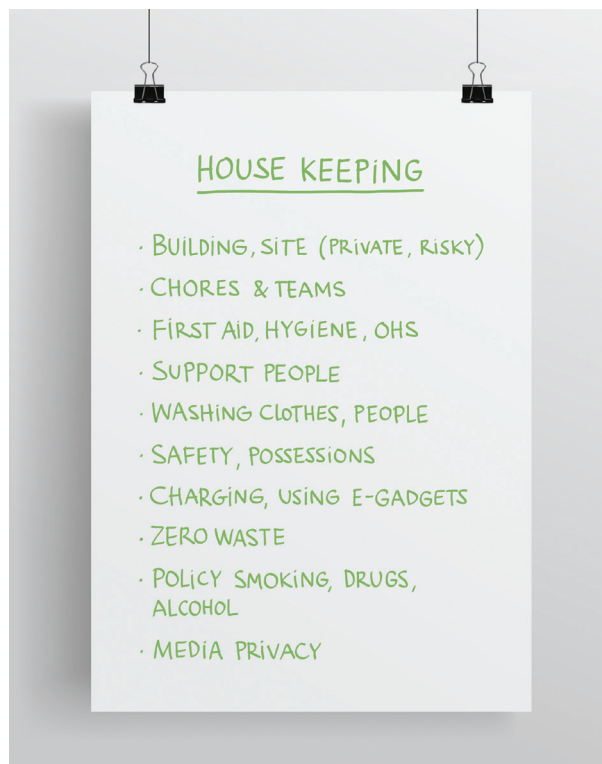 HOUSE KEEPING
· BUILDING, SITE (PRIVATE, RISKY)
· CHORES & TEAMS
· FIRST AID, HYGIENE, OHS
· SUPPORT PEOPLE
· WASHING CLOTHES, PEOPLE
· SAFETY, POSSESSIONS
· CHARGING, USING E-GADGETS
· ZERO WASTE
· POLICY SMOKING, DRUGS,
ALCOHOL
· MEDIA PRIVACY